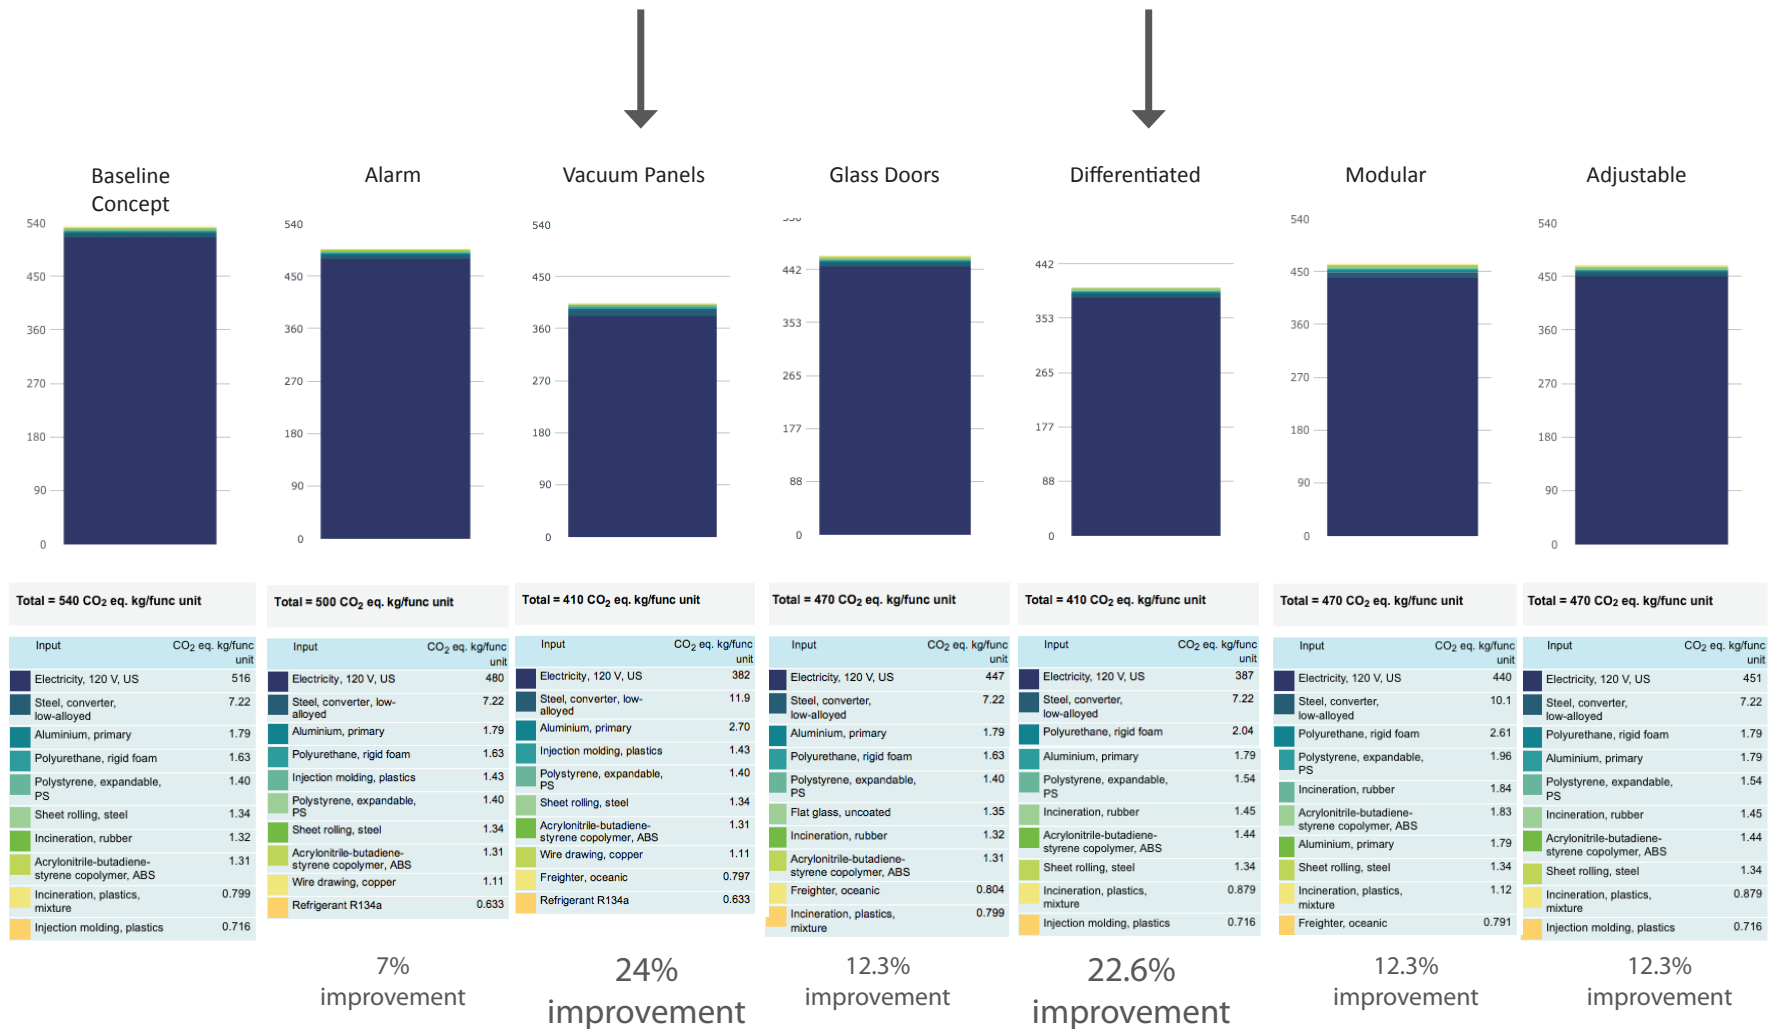 Baseline
Concept
540
450
360
270
180
90
0
Total = 540 CO2 eq. kg/func unit
Input CO2 eq. kg/func
unit
Electricity, 120 V, US 516
Steel, converter, 7.22
low-alloyed
Aluminium, primary 1.79
Polyurethane, rigid foam 1.63
Polystyrene, expandable, 1.40
PS
Sheet rolling, steel 1.34
Incineration, rubber 1.32
Acrylonitrile-butadiene- 1.31
styrene copolymer, ABS
Incineration, plastics, 0.799
mixture
Injection molding, plastics 0.716
Alarm
540
450
360
270
180
90
0
Total = 500 CO2 eq. kg/func unit
Input CO2 eq. kg/func
unit
Electricity, 120 V, US 480
Steel, converter, low- 7.22
alloyed
Aluminium, primary 1.79
Polyurethane, rigid foam 1.63
Injection molding, plastics 1.43
Polystyrene, expandable, 1.40
PS
Sheet rolling, steel 1.34
Acrylonitrile-butadiene- 1.31
styrene copolymer, ABS
Wire drawing, copper 1.11
Refrigerant R134a 0.633
7%
improvement
Vacuum Panels
540
450
360
270
180
90
0
Total = 410 CO2 eq. kg/func unit
Input CO2 eq. kg/func
unit
Electricity, 120 V, US 382
Steel, converter, low- 11.9
alloyed
Aluminium, primary 2.70
Injection molding, plastics 1.43
Polystyrene, expandable, 1.40
PS
Sheet rolling, steel 1.34
Acrylonitrile-butadiene- 1.31
styrene copolymer, ABS
Wire drawing, copper 1.11
Freighter, oceanic 0.797
Refrigerant R134a 0.633
24%
improvement
Glass Doors
442
353
265
177
88
0
Total = 470 CO2 eq. kg/func unit
Input CO2 eq. kg/func
unit
Electricity, 120 V, US 447
Steel, converter, 7.22
low-alloyed
Aluminium, primary 1.79
Polyurethane, rigid foam 1.63
Polystyrene, expandable, 1.40
PS
Flat glass, uncoated 1.35
Incineration, rubber 1.32
Acrylonitrile-butadiene- 1.31
styrene copolymer, ABS
Freighter, oceanic 0.804
Incineration, plastics, 0.799
mixture
12.3%
improvement
Differentiated
442
353
265
177
88
0
Total = 410 CO2 eq. kg/func unit
Input CO2 eq. kg/func
unit
Electricity, 120 V, US 387
Steel, converter, 7.22
low-alloyed
Polyurethane, rigid foam 2.04
Aluminium, primary 1.79
Polystyrene, expandable, 1.54
PS
Incineration, rubber 1.45
Acrylonitrile-butadiene- 1.44
styrene copolymer, ABS
Sheet rolling, steel 1.34
Incineration, plastics, 0.879
mixture
Injection molding, plastics 0.716
22.6%
improvement
Modular
540
450
360
270
180
90
0
Total = 470 CO2 eq. kg/func unit
Input CO2 eq. kg/func
unit
Electricity, 120 V, US 440
Steel, converter, 10.1
low-alloyed
Polyurethane, rigid foam 2.61
Polystyrene, expandable, 1.96
PS
Incineration, rubber 1.84
Acrylonitrile-butadiene- 1.83
styrene copolymer, ABS
Aluminium, primary 1.79
Sheet rolling, steel 1.34
Incineration, plastics, 1.12
mixture
Freighter, oceanic 0.791
12.3%
improvement
Adjustable
540
450
360
270
180
90
0
Total = 470 CO2 eq. kg/func unit
Input CO2 eq. kg/func
unit
Electricity, 120 V, US 451
Steel, converter, 7.22
low-alloyed
Polyurethane, rigid foam 1.79
Aluminium, primary 1.79
Polystyrene, expandable, 1.54
PS
Incineration, rubber 1.45
Acrylonitrile-butadiene- 1.44
styrene copolymer, ABS
Sheet rolling, steel 1.34
Incineration, plastics, 0.879
mixture
Injection molding, plastics 0.716
12.3%
improvement